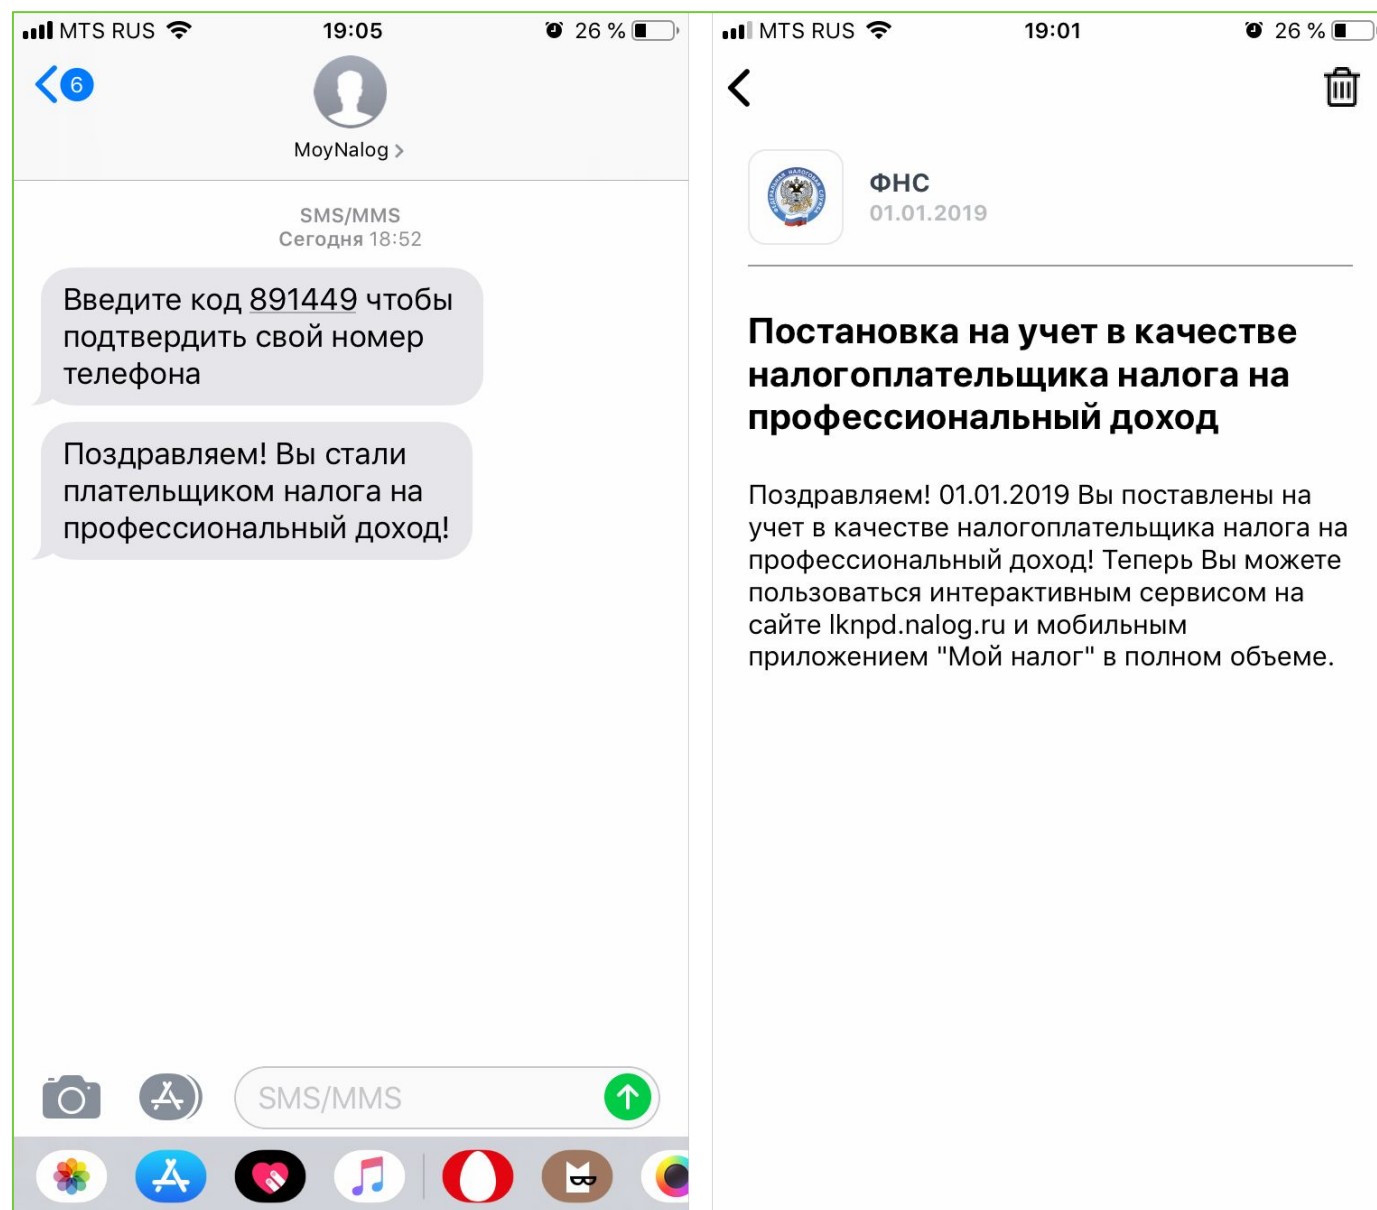 MTS RUS 19:05 26 %
6
MoyNalog >
SMS/MMS
Сегодня 18:52
Введите код 891449 чтобы
подтвердить свой номер
телефона
Поздравляем! Вы стали
плательщиком налога на
профессиональный доход!
SMS/MMS
MTS RUS 19:01 26 %
ФНС
01.01.2019
Постановка на учет в качестве
налогоплательщика налога на
профессиональный доход
Поздравляем! 01.01.2019 Вы поставлены на
учет в качестве налогоплательщика налога на
профессиональный доход! Теперь Вы можете
пользоваться интерактивным сервисом на
сайте lknpd.nalog.ru и мобильным
приложением "Мой налог" в полном объеме.